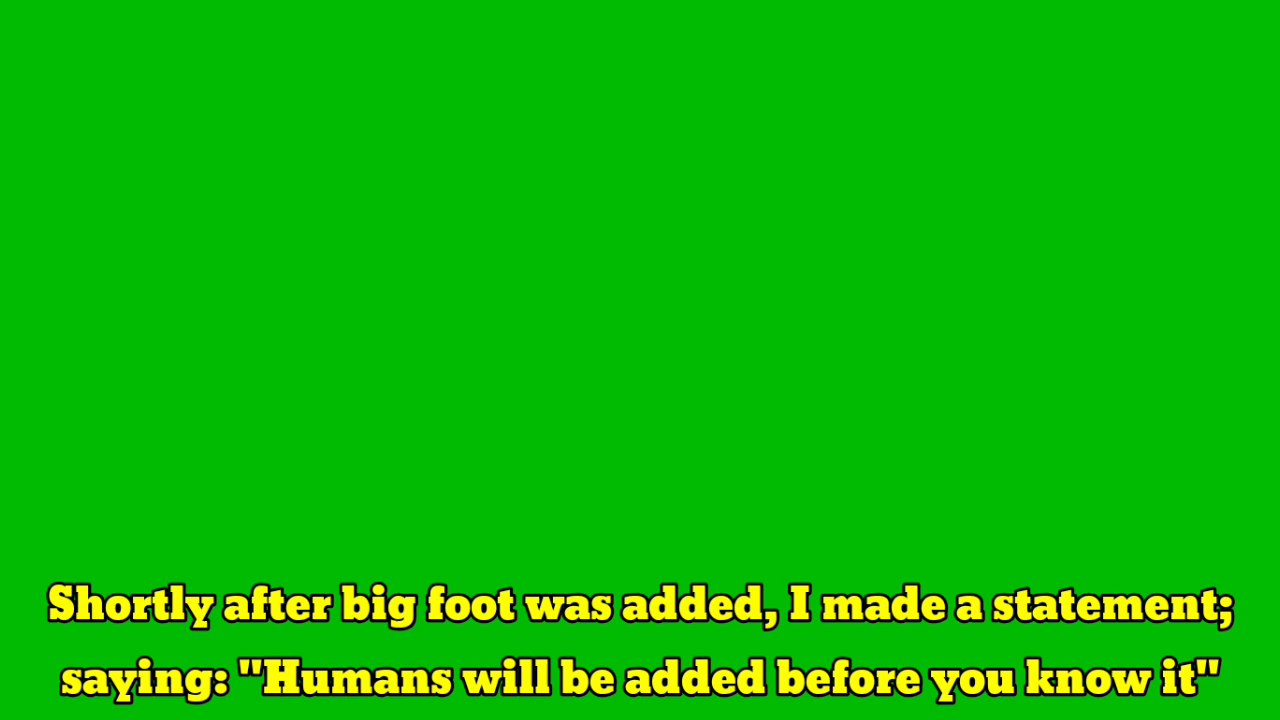 Shortly after big foot was added, I made a statement;
saying: "Humans will be added before you know it"